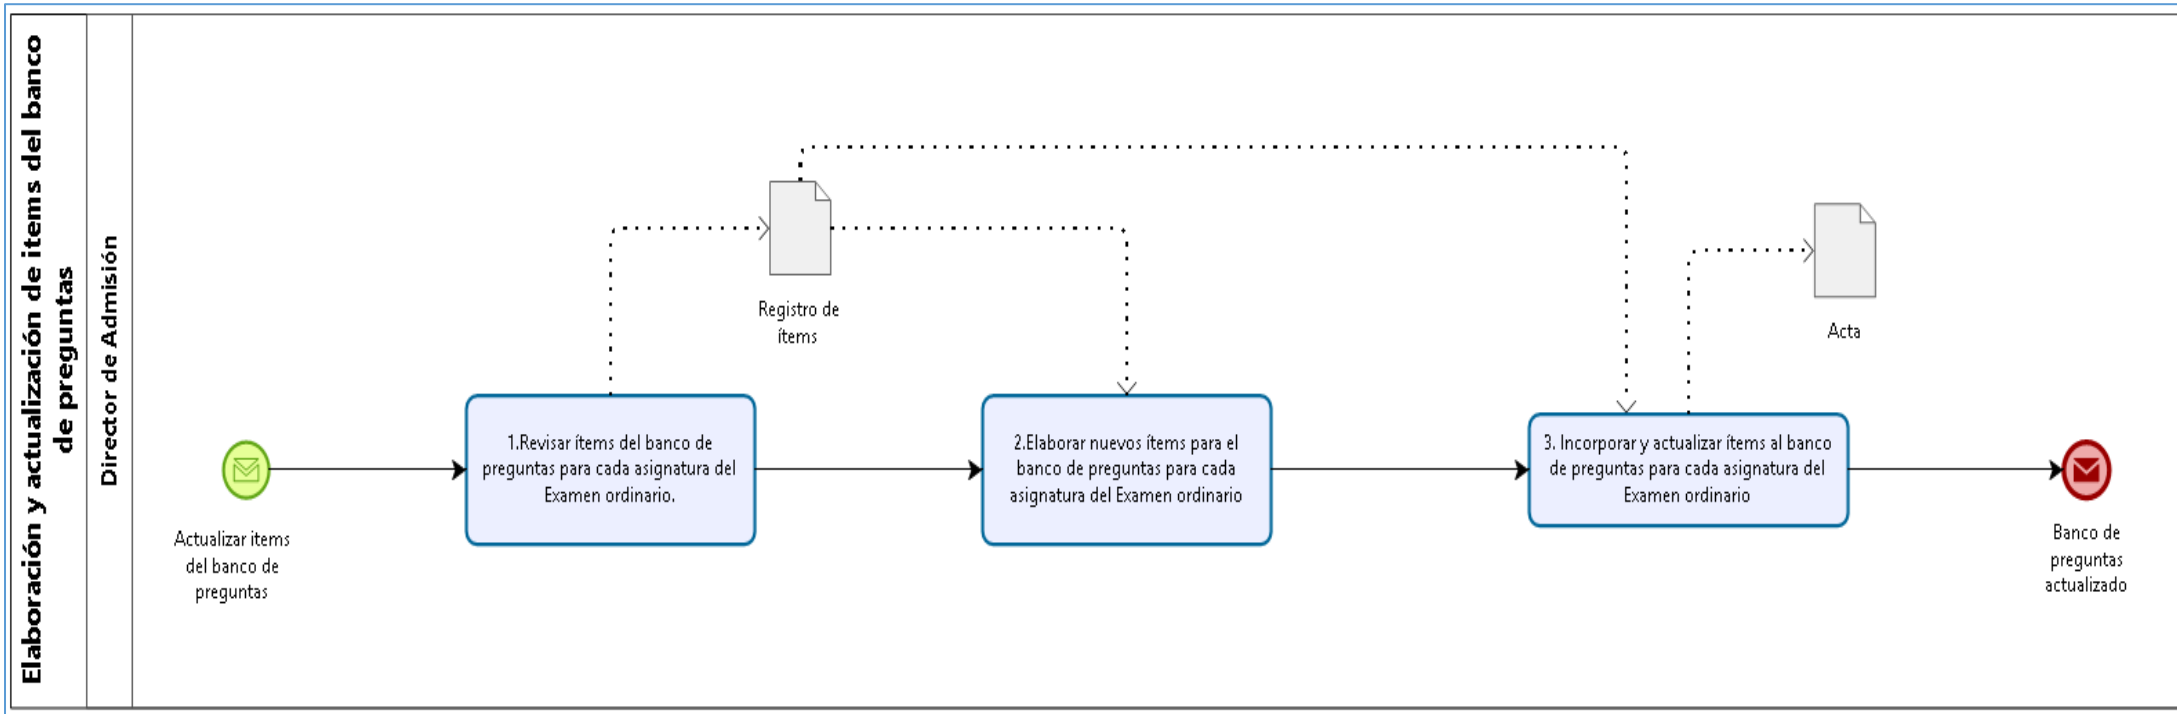 Elaboración y actualización de items del banco
de preguntas
Director de Admisión
Actualizar items
del banco de
preguntas
1.Revisar ítems del banco de
preguntas para cada asignatura del
Examen ordinario.
Registro de
ítems
2.Elaborar nuevos ítems para el
banco de preguntas para cada
asignatura del Examen ordinario
3. Incorporar y actualizar ítems al banco
de preguntas para cada asignatura del
Examen ordinario
Acta
Banco de
preguntas
actualizado